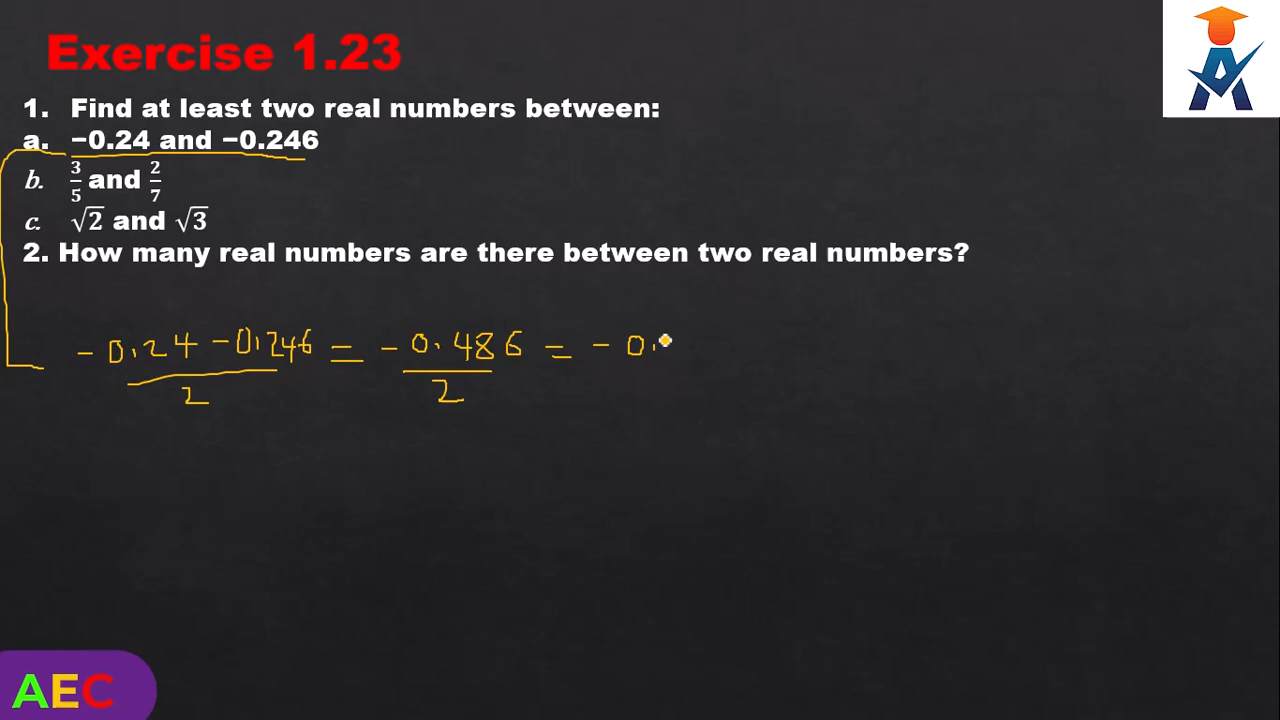 Exercise 1.23
1. Find at least two real numbers between:
a. −0.24 and −0.246
b. 3/5 and 2/7
c. √2 and √3
2. How many real numbers are there between two real numbers?
(-0.24 - 0.246)/2 = (-0.486)/2 = -0.
AEC